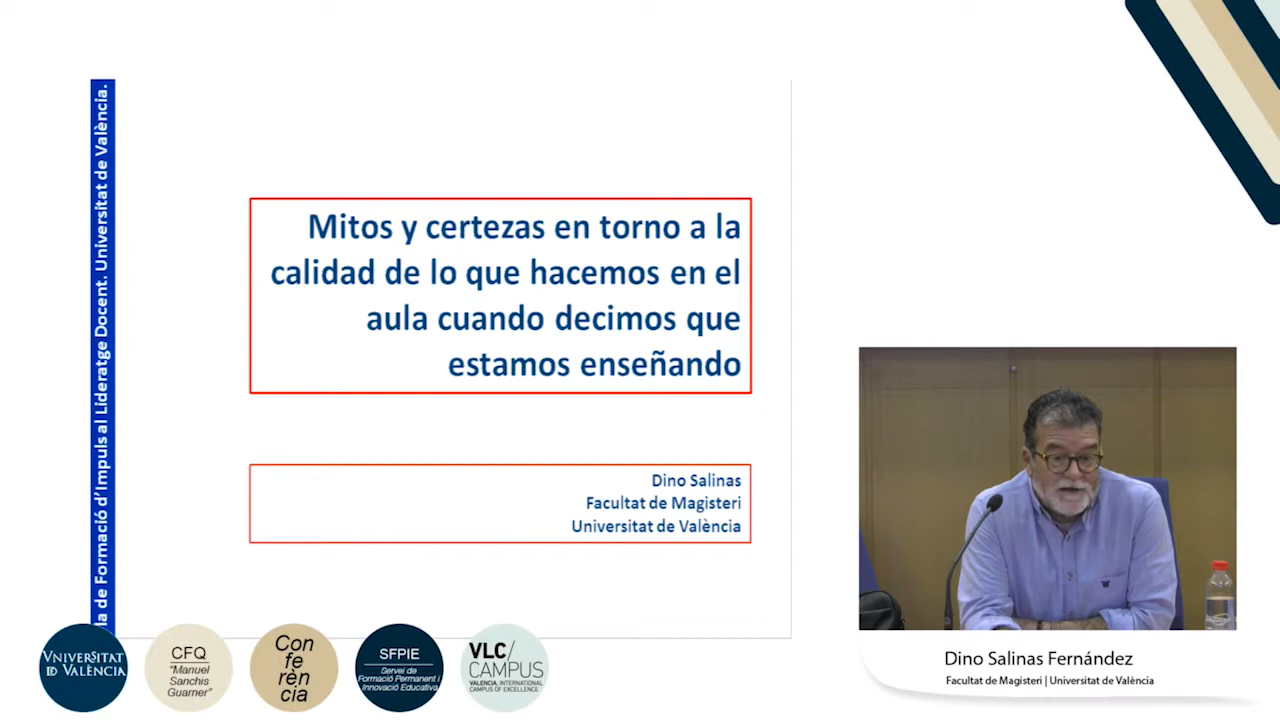 la de Formació d'Impuls al Lideratge Docent. Universitat de València.
Mitos y certezas en torno a la
calidad de lo que hacemos en el
aula cuando decimos que
estamos enseñando
Dino Salinas
Facultat de Magisteri
Universitat de València
VNIVERSITAT
ID VALÈNCIA
CFQ
"Manuel
Sanchis
Guarner"
Con
fe
rèn
cia
SFPIE
Servei de
Formació Permanent i
Innovació Educativa
VLC/
CAMPUS
VALENCIA, INTERNATIONAL
CAMPUS OF EXCELLENCE
Dino Salinas Fernández
Facultat de Magisteri | Universitat de València